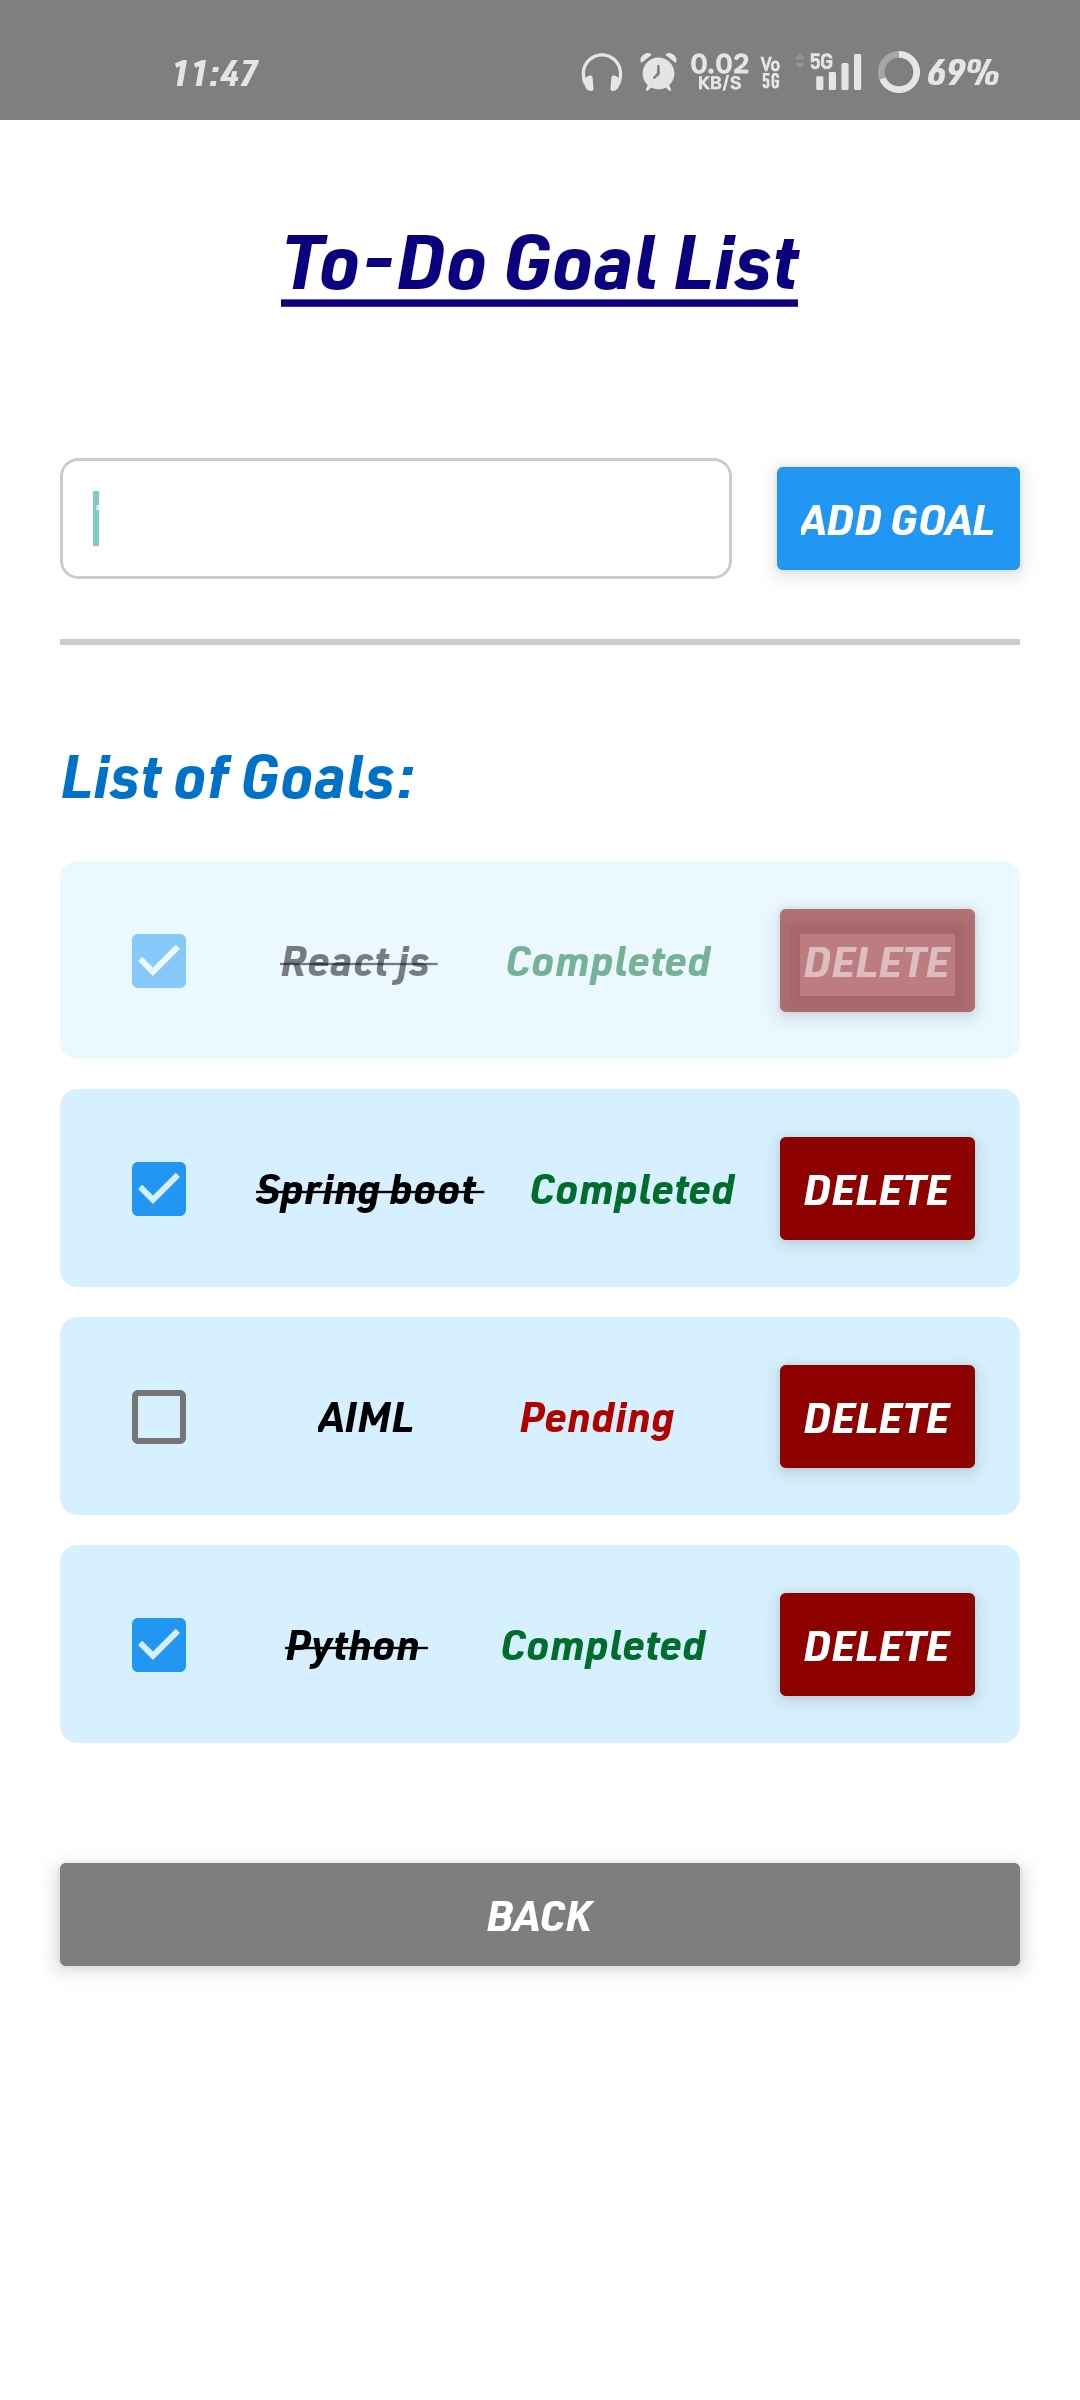 11:47 0.02 KB/S Vo 5G 5G 69%
To-Do Goal List
ADD GOAL
List of Goals:
React js Completed DELETE
Spring boot Completed DELETE
AIML Pending DELETE
Python Completed DELETE
BACK